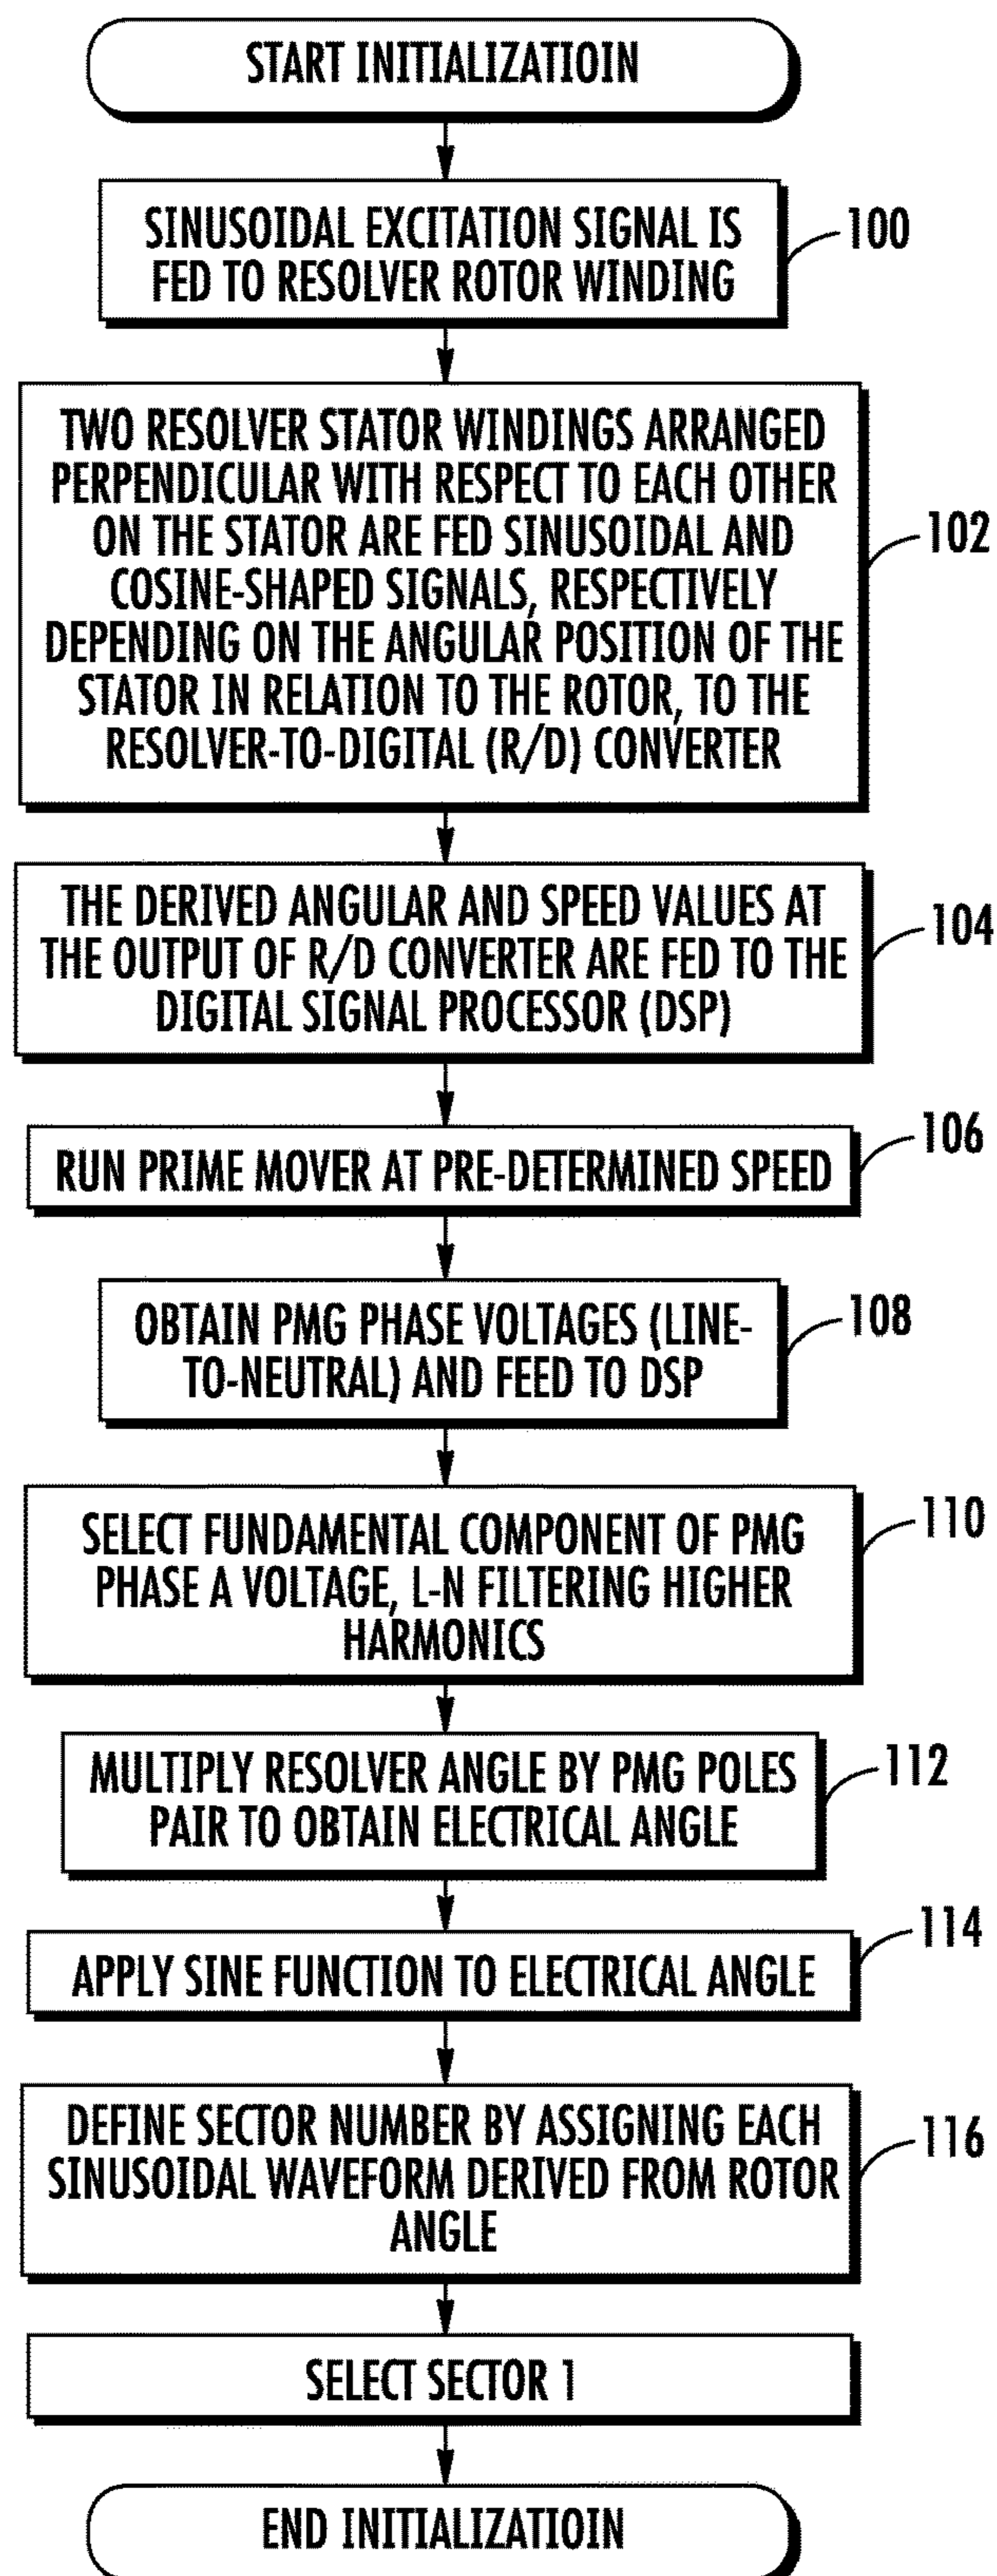 START INITIALIZATIOIN
SINUSOIDAL EXCITATION SIGNAL IS
FED TO RESOLVER ROTOR WINDING
100
TWO RESOLVER STATOR WINDINGS ARRANGED
PERPENDICULAR WITH RESPECT TO EACH OTHER
ON THE STATOR ARE FED SINUSOIDAL AND
COSINE-SHAPED SIGNALS, RESPECTIVELY
DEPENDING ON THE ANGULAR POSITION OF THE
STATOR IN RELATION TO THE ROTOR, TO THE
RESOLVER-TO-DIGITAL (R/D) CONVERTER
102
THE DERIVED ANGULAR AND SPEED VALUES AT
THE OUTPUT OF R/D CONVERTER ARE FED TO THE
DIGITAL SIGNAL PROCESSOR (DSP)
104
RUN PRIME MOVER AT PRE-DETERMINED SPEED
106
OBTAIN PMG PHASE VOLTAGES (LINE-
TO-NEUTRAL) AND FEED TO DSP
108
SELECT FUNDAMENTAL COMPONENT OF PMG
PHASE A VOLTAGE, L-N FILTERING HIGHER
HARMONICS
110
MULTIPLY RESOLVER ANGLE BY PMG POLES
PAIR TO OBTAIN ELECTRICAL ANGLE
112
APPLY SINE FUNCTION TO ELECTRICAL ANGLE
114
DEFINE SECTOR NUMBER BY ASSIGNING EACH
SINUSOIDAL WAVEFORM DERIVED FROM ROTOR
ANGLE
116
SELECT SECTOR 1
END INITIALIZATIOIN